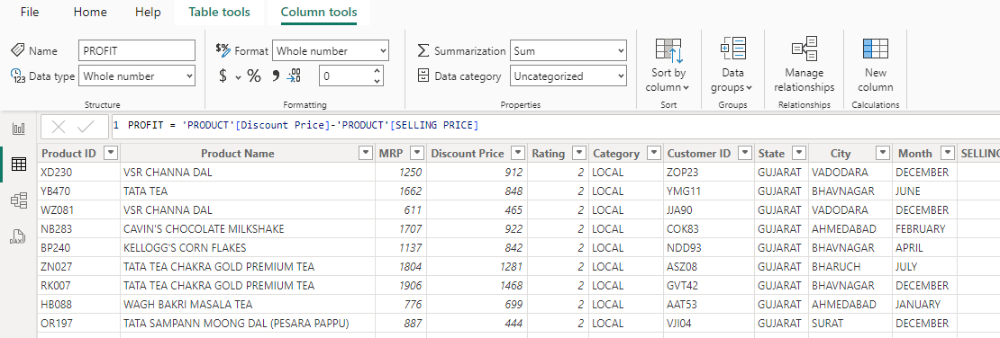 File Home Help Table tools Column tools
Name PROFIT
Data type Whole number
Structure
Format Whole number
$ % 0
Formatting
Summarization Sum
Data category Uncategorized
Properties
Sort by
column
Sort
Data
groups
Groups
Manage
relationships
Relationships
New
column
Calculations
1 PROFIT = 'PRODUCT'[Discount Price]-'PRODUCT'[SELLING PRICE]
Product ID Product Name MRP Discount Price Rating Category Customer ID State City Month SELLING
XD230 VSR CHANNA DAL 1250 912 2 LOCAL ZOP23 GUJARAT VADODARA DECEMBER
YB470 TATA TEA 1662 848 2 LOCAL YMG11 GUJARAT BHAVNAGAR JUNE
WZ081 VSR CHANNA DAL 611 465 2 LOCAL JJA90 GUJARAT VADODARA DECEMBER
NB283 CAVIN'S CHOCOLATE MILKSHAKE 1707 922 2 LOCAL COK83 GUJARAT AHMEDABAD FEBRUARY
BP240 KELLOGG'S CORN FLAKES 1137 842 2 LOCAL NDD93 GUJARAT BHAVNAGAR APRIL
ZN027 TATA TEA CHAKRA GOLD PREMIUM TEA 1804 1281 2 LOCAL ASZ08 GUJARAT BHARUCH JULY
RK007 TATA TEA CHAKRA GOLD PREMIUM TEA 1906 1468 2 LOCAL GVT42 GUJARAT BHAVNAGAR DECEMBER
HB088 WAGH BAKRI MASALA TEA 776 699 2 LOCAL AAT53 GUJARAT AHMEDABAD JANUARY
OR197 TATA SAMPANN MOONG DAL (PESARA PAPPU) 887 444 2 LOCAL VJI04 GUJARAT SURAT DECEMBER